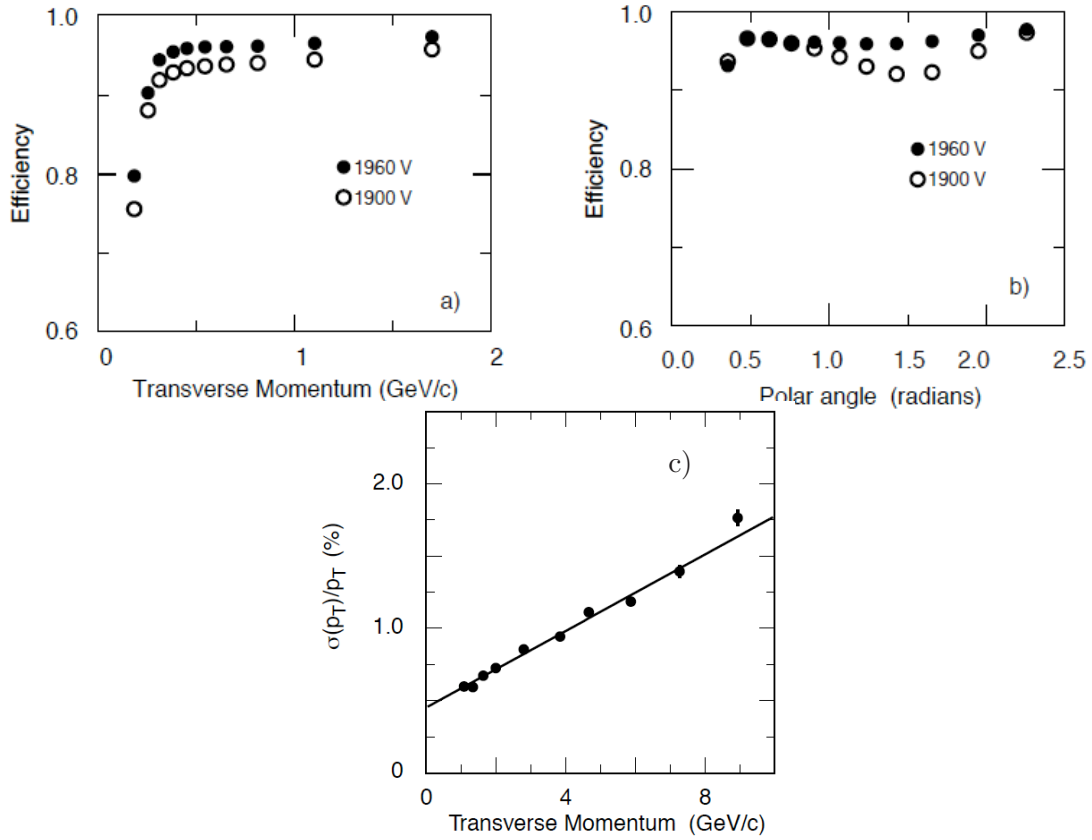 1.0
0.8
0.6
Efficiency
1960 V
1900 V
a)
0 1 2
Transverse Momentum (GeV/c)
1.0
0.8
0.6
Efficiency
1960 V
1900 V
b)
0.0 0.5 1.0 1.5 2.0 2.5
Polar angle (radians)
c)
2.0
1.0
0
σ(pT)/pT (%)
0 4 8
Transverse Momentum (GeV/c)